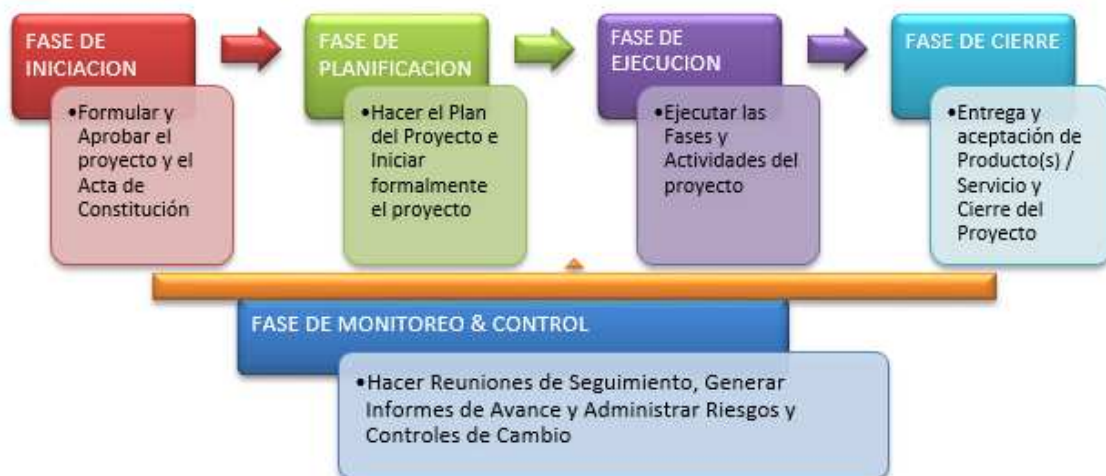 FASE DE
INICIACION
•Formular y
Aprobar el
proyecto y el
Acta de
Constitución
FASE DE
PLANIFICACION
•Hacer el Plan
del Proyecto e
Iniciar
formalmente
el proyecto
FASE DE
EJECUCION
•Ejecutar las
Fases y
Actividades del
proyecto
FASE DE CIERRE
•Entrega y
aceptación de
Producto(s) /
Servicio y
Cierre del
Proyecto
FASE DE MONITOREO & CONTROL
•Hacer Reuniones de Seguimiento, Generar
Informes de Avance y Administrar Riesgos y
Controles de Cambio